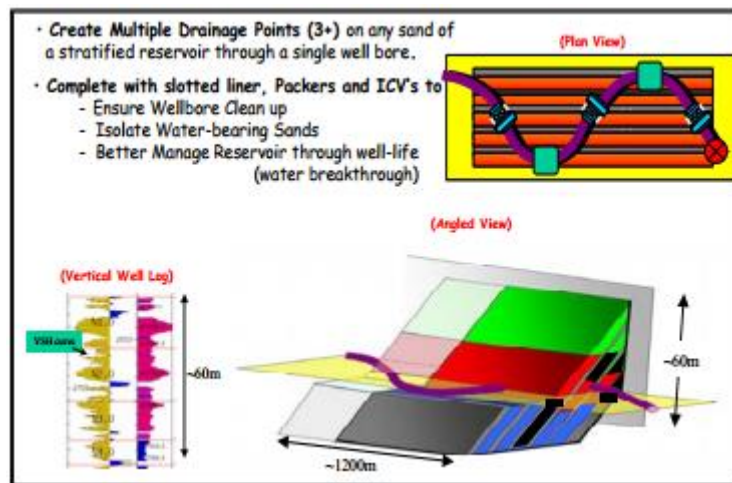 · Create Multiple Drainage Points (3+) on any sand of
a stratified reservoir through a single well bore.
· Complete with slotted liner, Packers and ICV's to
- Ensure Wellbore Clean up
- Isolate Water-bearing Sands
- Better Manage Reservoir through well-life
(water breakthrough)
(Plan View)
(Angled View)
(Vertical Well Log)
~60m
~60m
~1200m